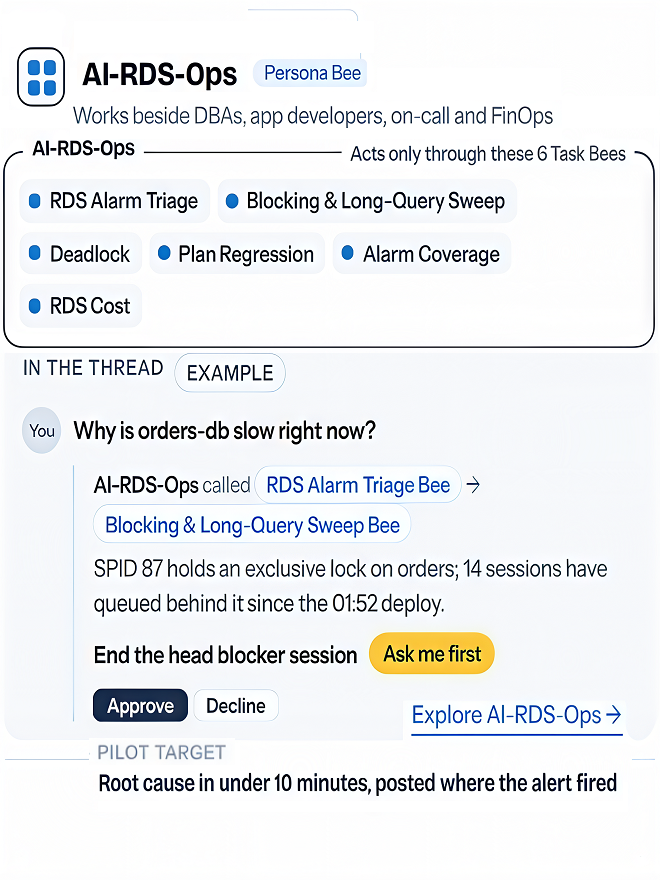 AI-RDS-Ops Persona Bee
Works beside DBAs, app developers, on-call and FinOps
AI-RDS-Ops Acts only through these 6 Task Bees
RDS Alarm Triage Blocking & Long-Query Sweep
Deadlock Plan Regression Alarm Coverage
RDS Cost
IN THE THREAD EXAMPLE
You Why is orders-db slow right now?
AI-RDS-Ops called RDS Alarm Triage Bee →
Blocking & Long-Query Sweep Bee
SPID 87 holds an exclusive lock on orders; 14 sessions have
queued behind it since the 01:52 deploy.
End the head blocker session Ask me first
Approve Decline
Explore AI-RDS-Ops →
PILOT TARGET
Root cause in under 10 minutes, posted where the alert fired